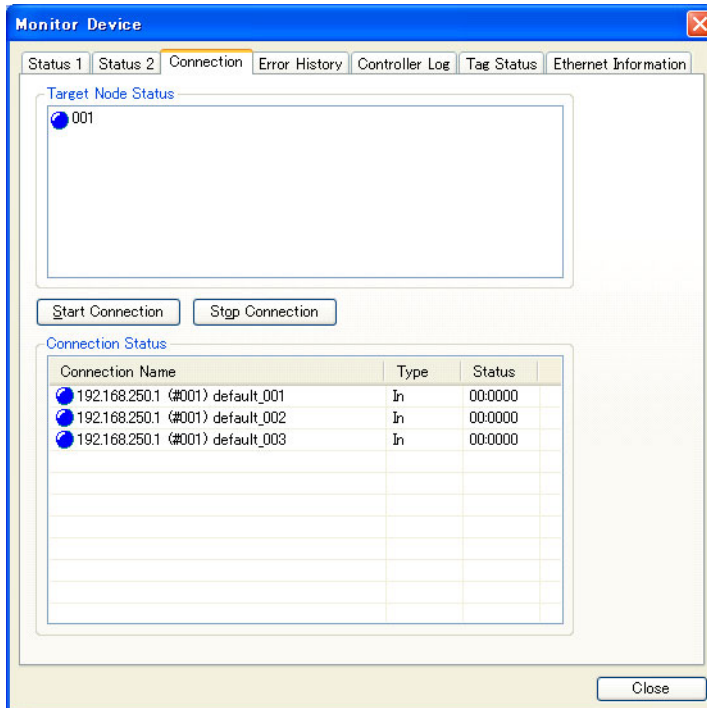 Monitor Device
Status 1 Status 2 Connection Error History Controller Log Tag Status Ethernet Information
Target Node Status
001
Start Connection Stop Connection
Connection Status
Connection Name Type Status
192.168.250.1 (#001) default_001 In 00:0000
192.168.250.1 (#001) default_002 In 00:0000
192.168.250.1 (#001) default_003 In 00:0000
Close